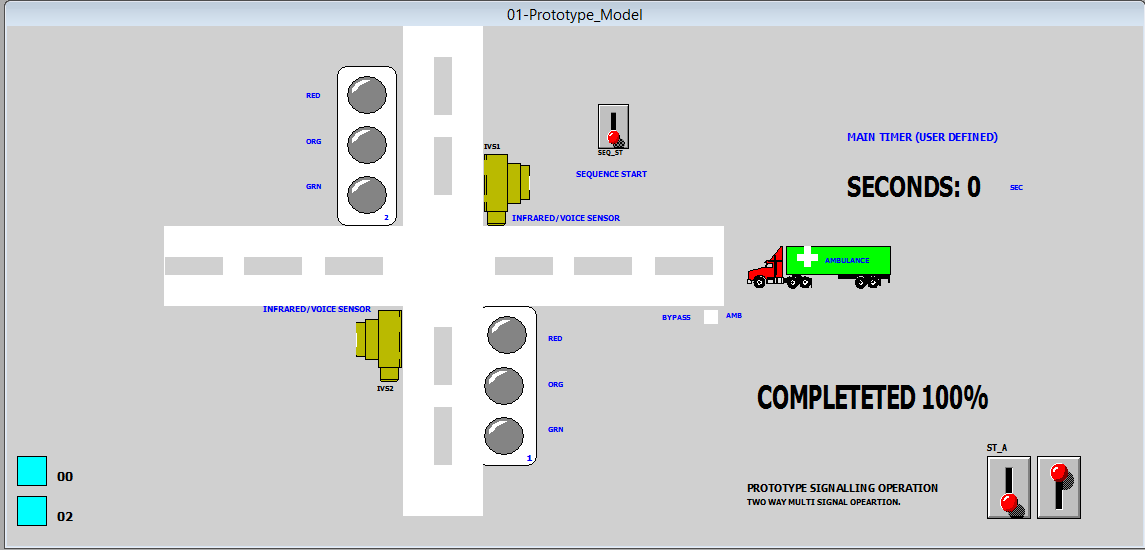 01-Prototype_Model
RED
ORG
GRN
2
IVS1
INFRARED/VOICE SENSOR
SEQ_ST
SEQUENCE START
MAIN TIMER (USER DEFINED)
SECONDS: 0 SEC
AMBULANCE
BYPASS AMB
INFRARED/VOICE SENSOR
IVS2
RED
ORG
GRN
1
COMPLETETED 100%
ST_A
PROTOTYPE SIGNALLING OPERATION
TWO WAY MULTI SIGNAL OPEARTION.
00
02